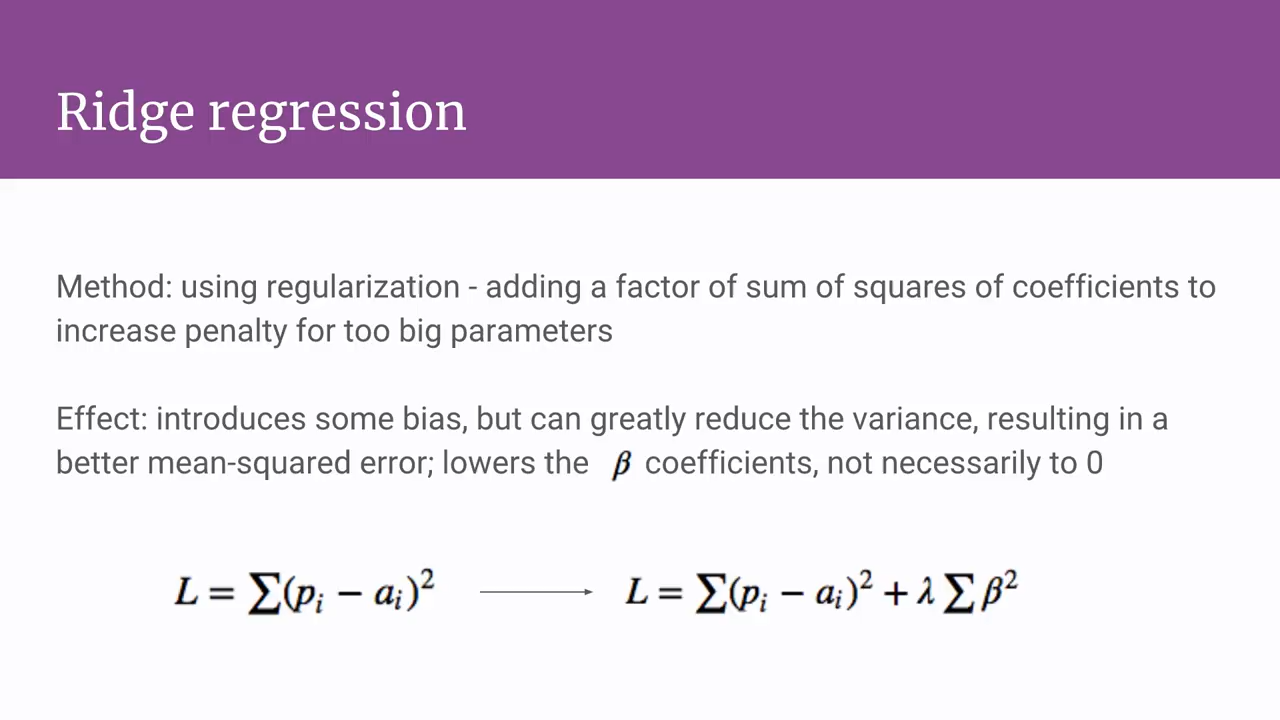 Ridge regression
Method: using regularization - adding a factor of sum of squares of coefficients to
increase penalty for too big parameters
Effect: introduces some bias, but can greatly reduce the variance, resulting in a
better mean-squared error; lowers the β coefficients, not necessarily to 0
L = ∑(pᵢ − aᵢ)² ⟶ L = ∑(pᵢ − aᵢ)² + λ ∑ β²